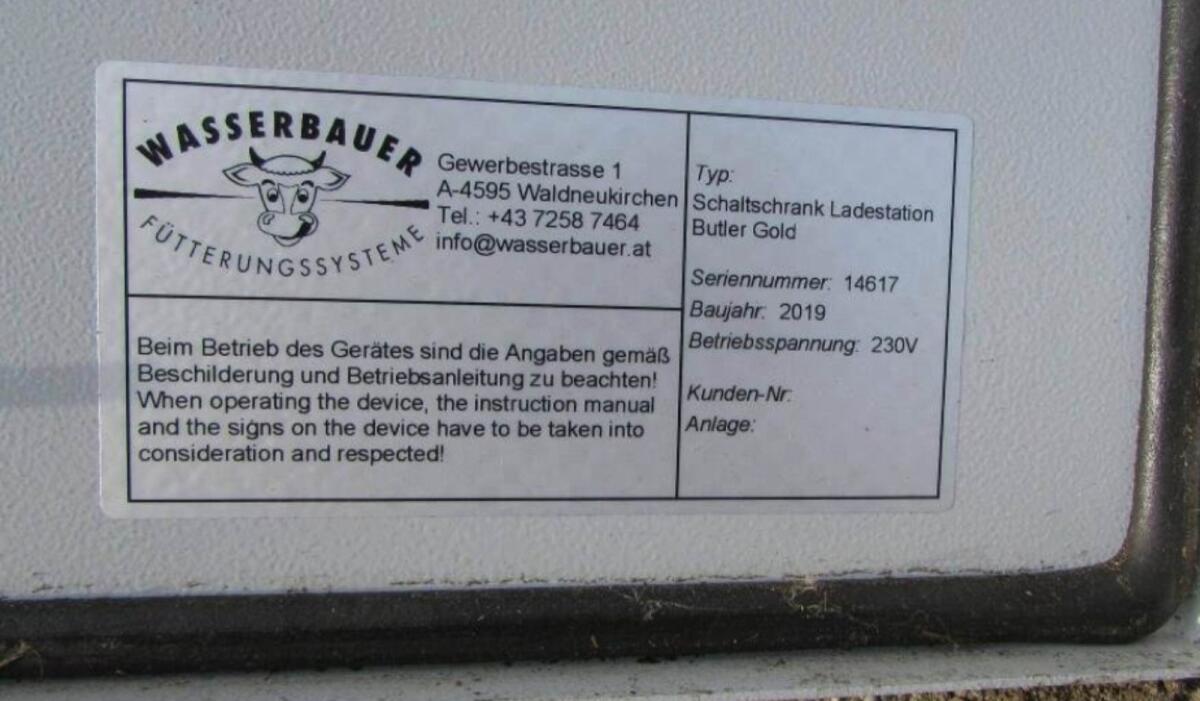 WASSERBAUER
FÜTTERUNGSSYSTEME
Gewerbestrasse 1
A-4595 Waldneukirchen
Tel.: +43 7258 7464
info@wasserbauer.at
Beim Betrieb des Gerätes sind die Angaben gemäß
Beschilderung und Betriebsanleitung zu beachten!
When operating the device, the instruction manual
and the signs on the device have to be taken into
consideration and respected!
Typ:
Schaltschrank Ladestation
Butler Gold
Seriennummer: 14617
Baujahr: 2019
Betriebsspannung: 230V
Kunden-Nr:
Anlage: